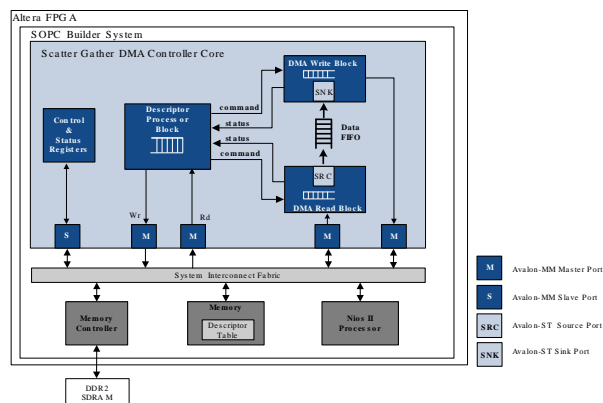 Altera FPGA
SOPC Builder System
Scatter Gather DMA Controller Core
DMA Write Block
SNK
Descriptor
Processor
Block
command
status
status
command
Control
&
Status
Registers
Data
FIFO
SRC
DMA Read Block
Wr
Rd
S
M
M
M
M
System Interconnect Fabric
Memory
Controller
Memory
Descriptor
Table
Nios II
Processor
DDR2
SDRAM
M
Avalon-MM Master Port
S
Avalon-MM Slave Port
SRC
Avalon-ST Source Port
SNK
Avalon-ST Sink Port